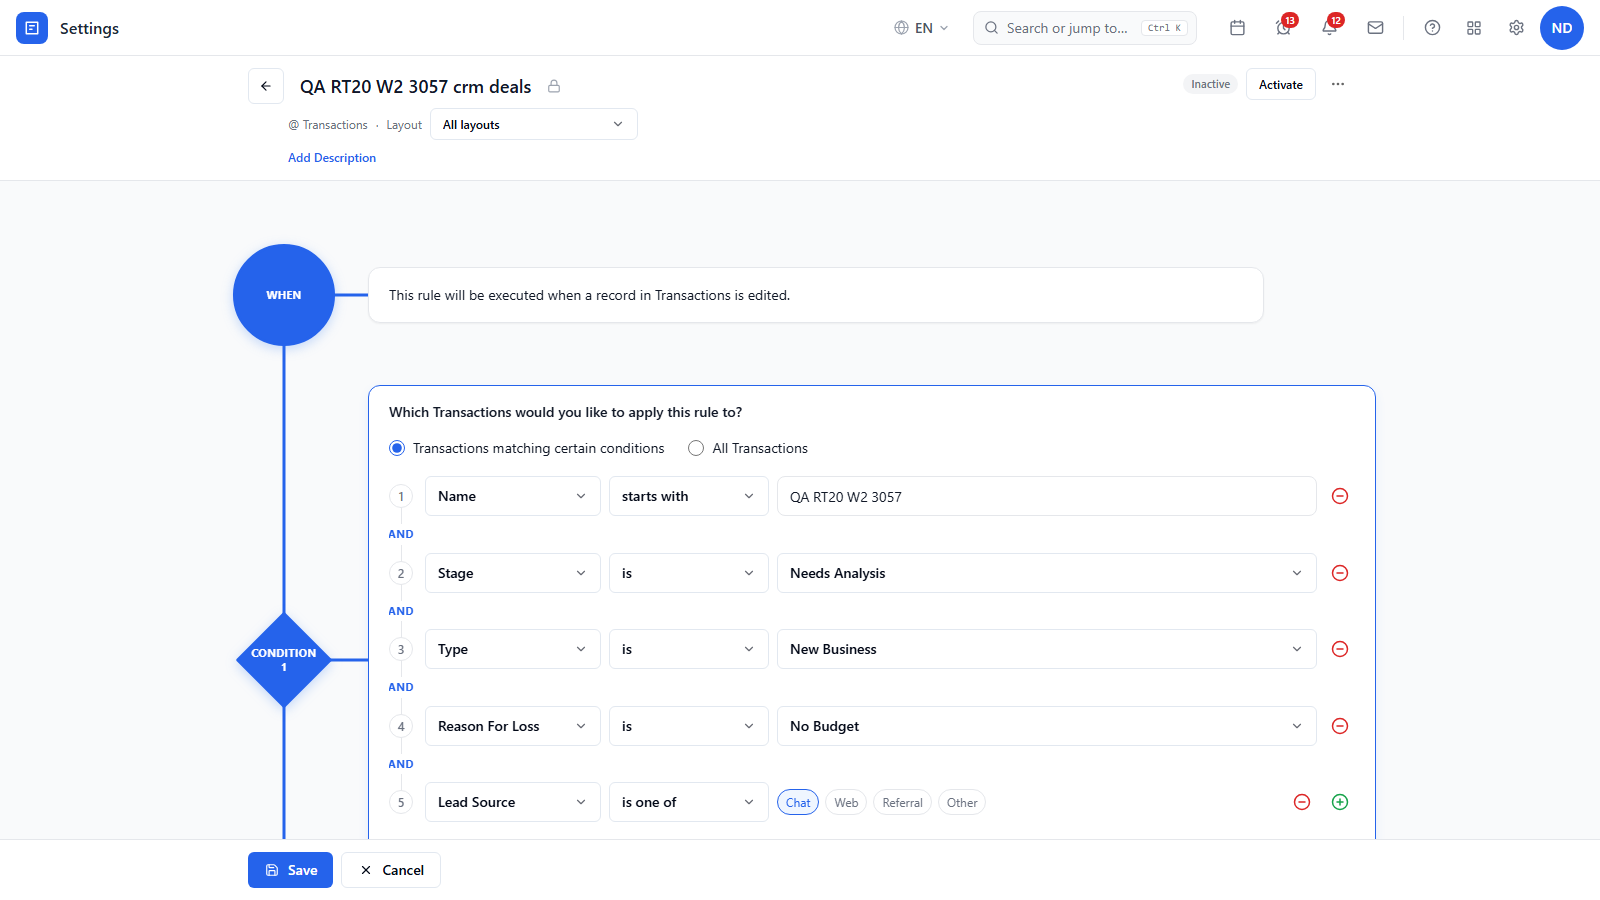 Settings
EN
Search or jump to...
Ctrl K
13
12
ND
QA RT20 W2 3057 crm deals
Inactive
Activate
@ Transactions · Layout
All layouts
Add Description
WHEN
This rule will be executed when a record in Transactions is edited.
Which Transactions would you like to apply this rule to?
Transactions matching certain conditions
All Transactions
1 Name starts with QA RT20 W2 3057
AND
2 Stage is Needs Analysis
AND
3 Type is New Business
CONDITION
1
AND
4 Reason For Loss is No Budget
AND
5 Lead Source is one of Chat Web Referral Other
Save
Cancel